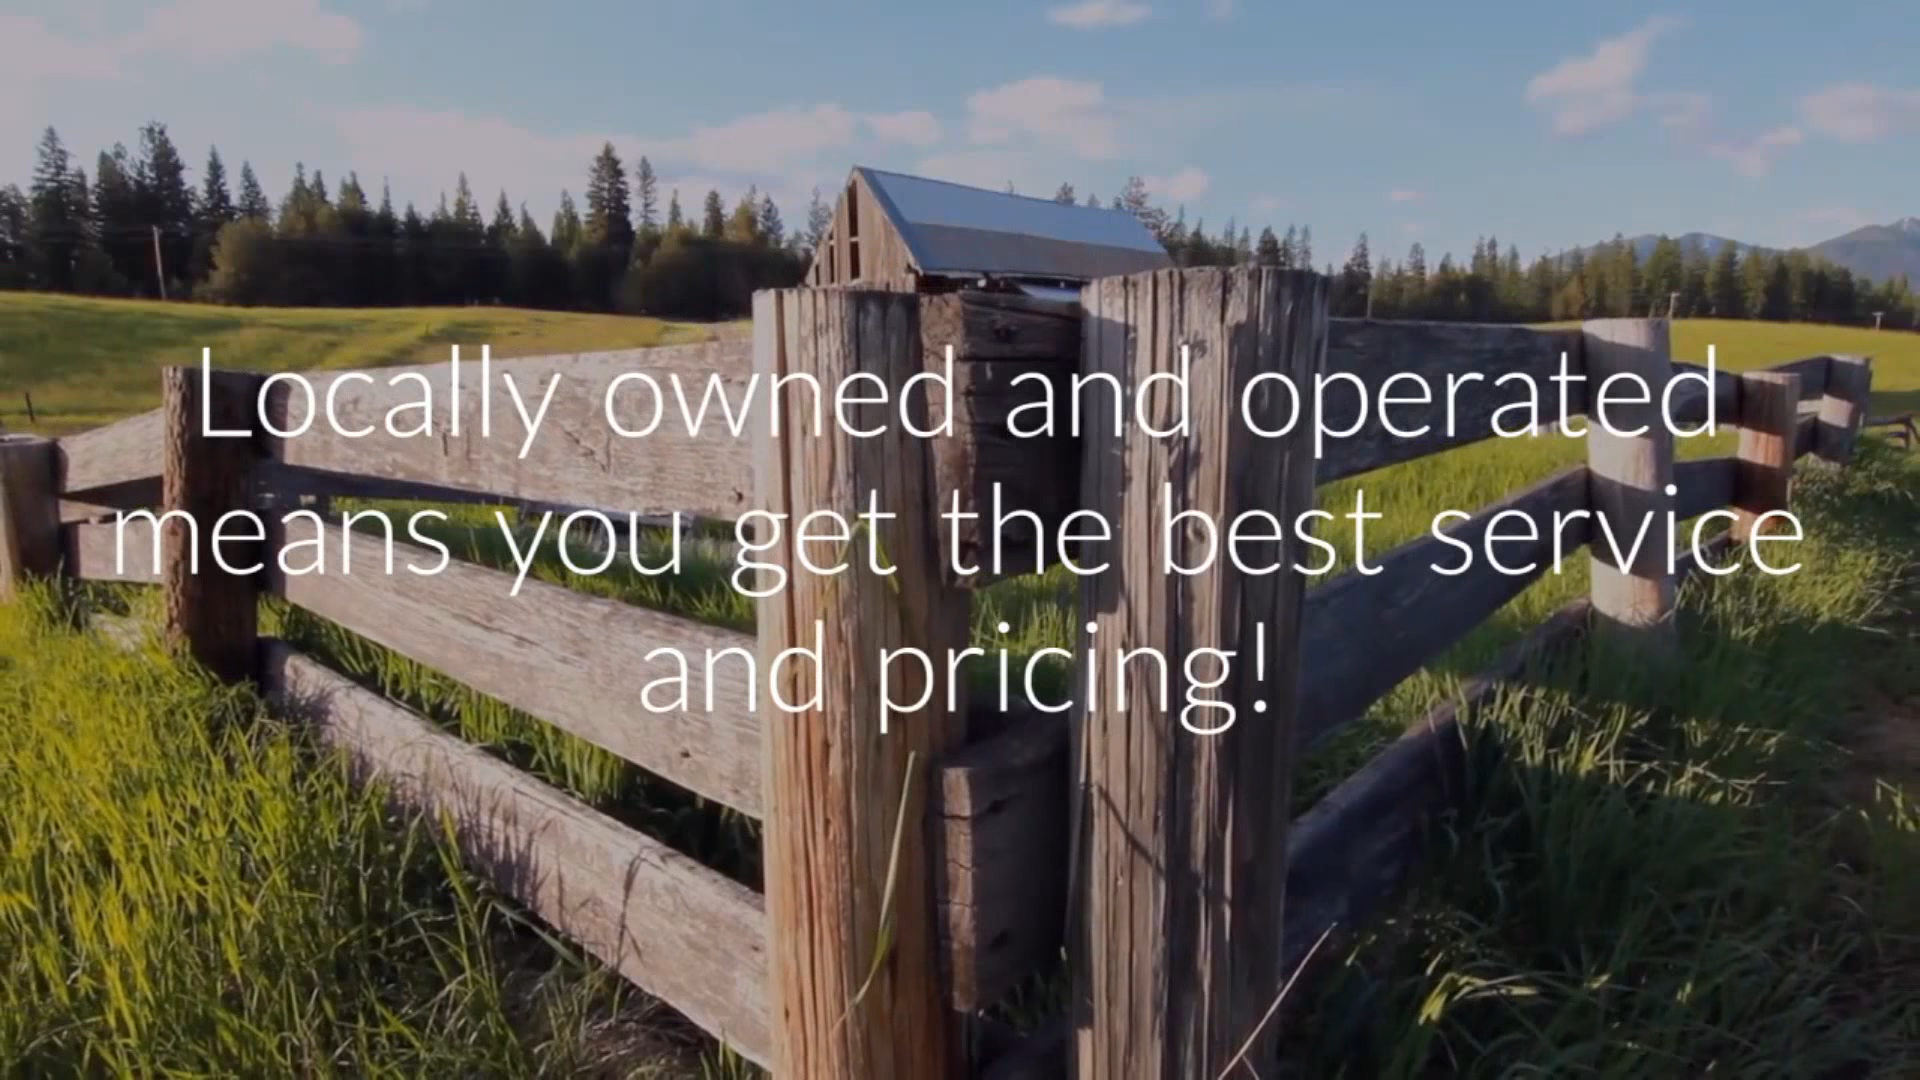 Locally owned and operated
means you get the best service
and pricing!